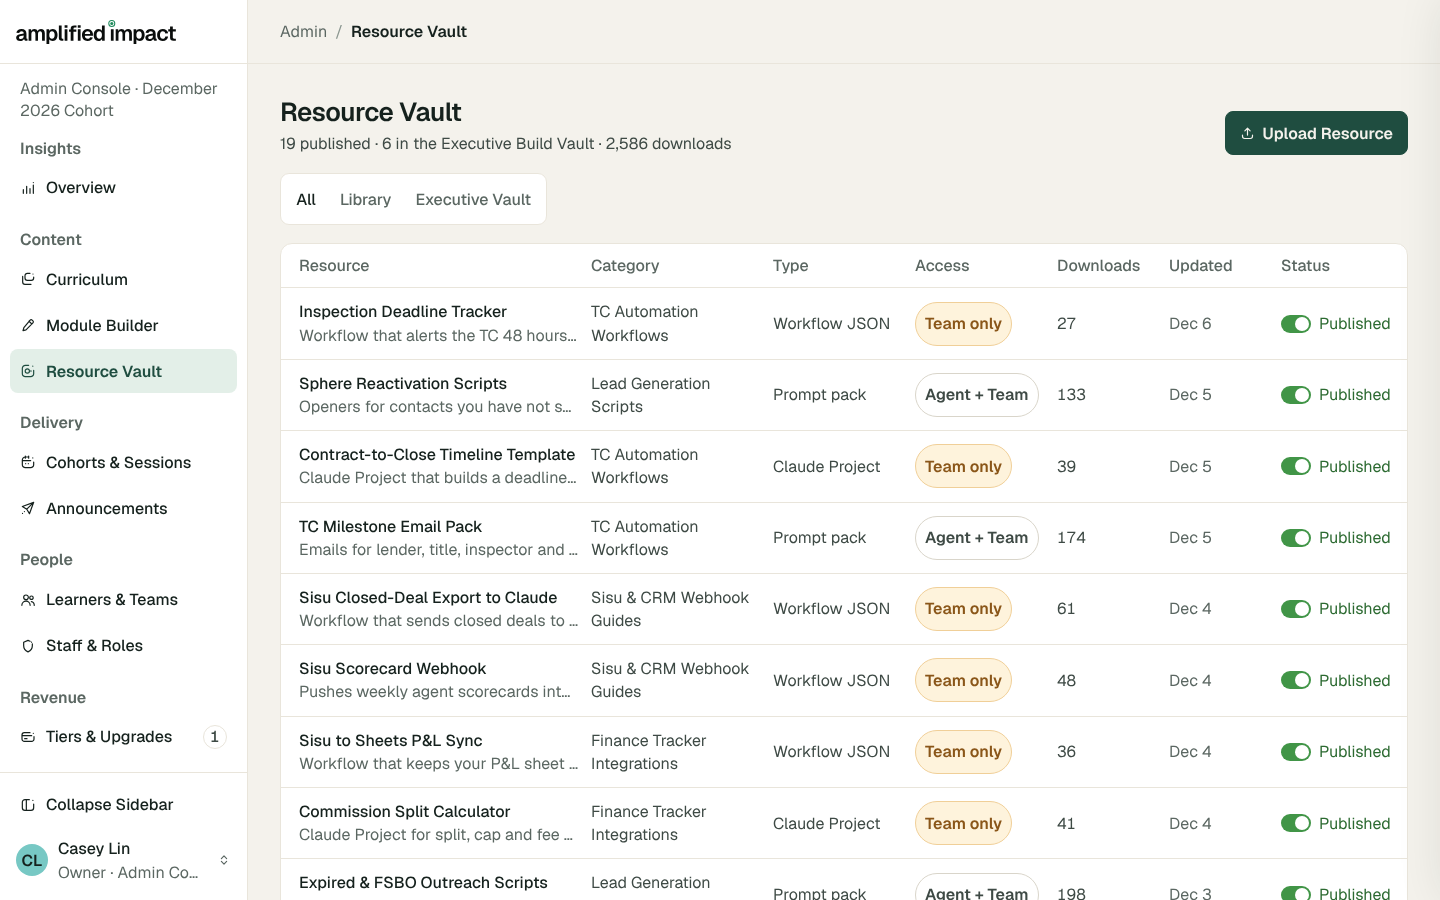 amplified impact
Admin / Resource Vault
Admin Console · December
2026 Cohort
Insights
Overview
Content
Curriculum
Module Builder
Resource Vault
Delivery
Cohorts & Sessions
Announcements
People
Learners & Teams
Staff & Roles
Revenue
Tiers & Upgrades 1
Collapse Sidebar
CL
Casey Lin
Owner · Admin Co...
Resource Vault
19 published · 6 in the Executive Build Vault · 2,586 downloads
Upload Resource
All Library Executive Vault
Resource Category Type Access Downloads Updated Status
Inspection Deadline Tracker
Workflow that alerts the TC 48 hours...
TC Automation
Workflows
Workflow JSON Team only 27 Dec 6 Published
Sphere Reactivation Scripts
Openers for contacts you have not s...
Lead Generation
Scripts
Prompt pack Agent + Team 133 Dec 5 Published
Contract-to-Close Timeline Template
Claude Project that builds a deadline...
TC Automation
Workflows
Claude Project Team only 39 Dec 5 Published
TC Milestone Email Pack
Emails for lender, title, inspector and ...
TC Automation
Workflows
Prompt pack Agent + Team 174 Dec 5 Published
Sisu Closed-Deal Export to Claude
Workflow that sends closed deals to ...
Sisu & CRM Webhook
Guides
Workflow JSON Team only 61 Dec 4 Published
Sisu Scorecard Webhook
Pushes weekly agent scorecards int...
Sisu & CRM Webhook
Guides
Workflow JSON Team only 48 Dec 4 Published
Sisu to Sheets P&L Sync
Workflow that keeps your P&L sheet ...
Finance Tracker
Integrations
Workflow JSON Team only 36 Dec 4 Published
Commission Split Calculator
Claude Project for split, cap and fee ...
Finance Tracker
Integrations
Claude Project Team only 41 Dec 4 Published
Expired & FSBO Outreach Scripts
Lead Generation
Prompt pack Agent + Team 198 Dec 3 Published